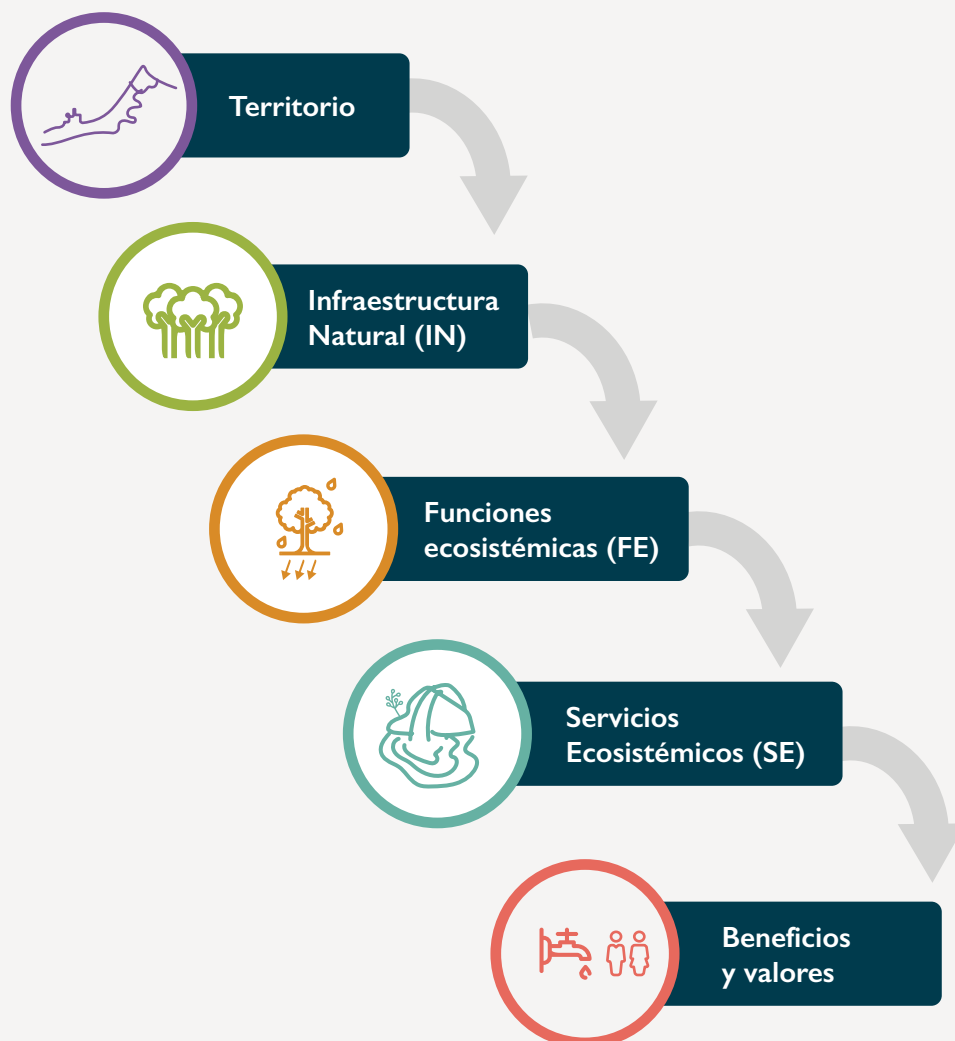 Territorio
Infraestructura
Natural (IN)
Funciones
ecosistémicas (FE)
Servicios
Ecosistémicos (SE)
Beneficios
y valores